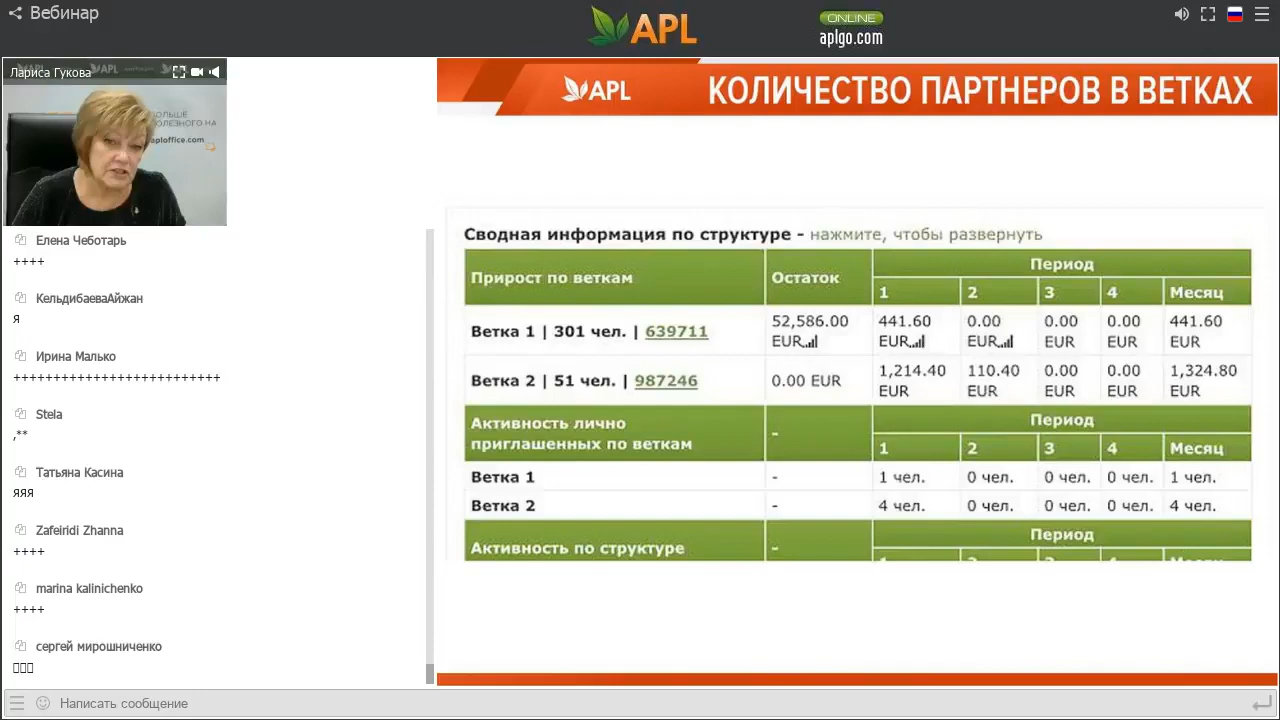 Вебинар
APL
ONLINE
aplgo.com
Лариса Гукова
ОЛЬШЕ
ОЛЕЗНОГО НА
aploffice.com
Елена Чеботарь
++++
КельдибаеваАйжан
я
Ирина Малько
++++++++++++++++++++++++++
Stela
,**
Татьяна Касина
яяя
Zafeiridi Zhanna
++++
marina kalinichenko
++++
сергей мирошниченко
Написать сообщение
APL
КОЛИЧЕСТВО ПАРТНЕРОВ В ВЕТКАХ
Сводная информация по структуре - нажмите, чтобы развернуть
Прирост по веткам Остаток Период
1 2 3 4 Месяц
Ветка 1 | 301 чел. | 639711 52,586.00 EUR 441.60 EUR 0.00 EUR 0.00 EUR 0.00 EUR 441.60 EUR
Ветка 2 | 51 чел. | 987246 0.00 EUR 1,214.40 EUR 110.40 EUR 0.00 EUR 0.00 EUR 1,324.80 EUR
Активность лично приглашенных по веткам - Период
1 2 3 4 Месяц
Ветка 1 - 1 чел. 0 чел. 0 чел. 0 чел. 1 чел.
Ветка 2 - 4 чел. 0 чел. 0 чел. 0 чел. 4 чел.
Активность по структуре - Период